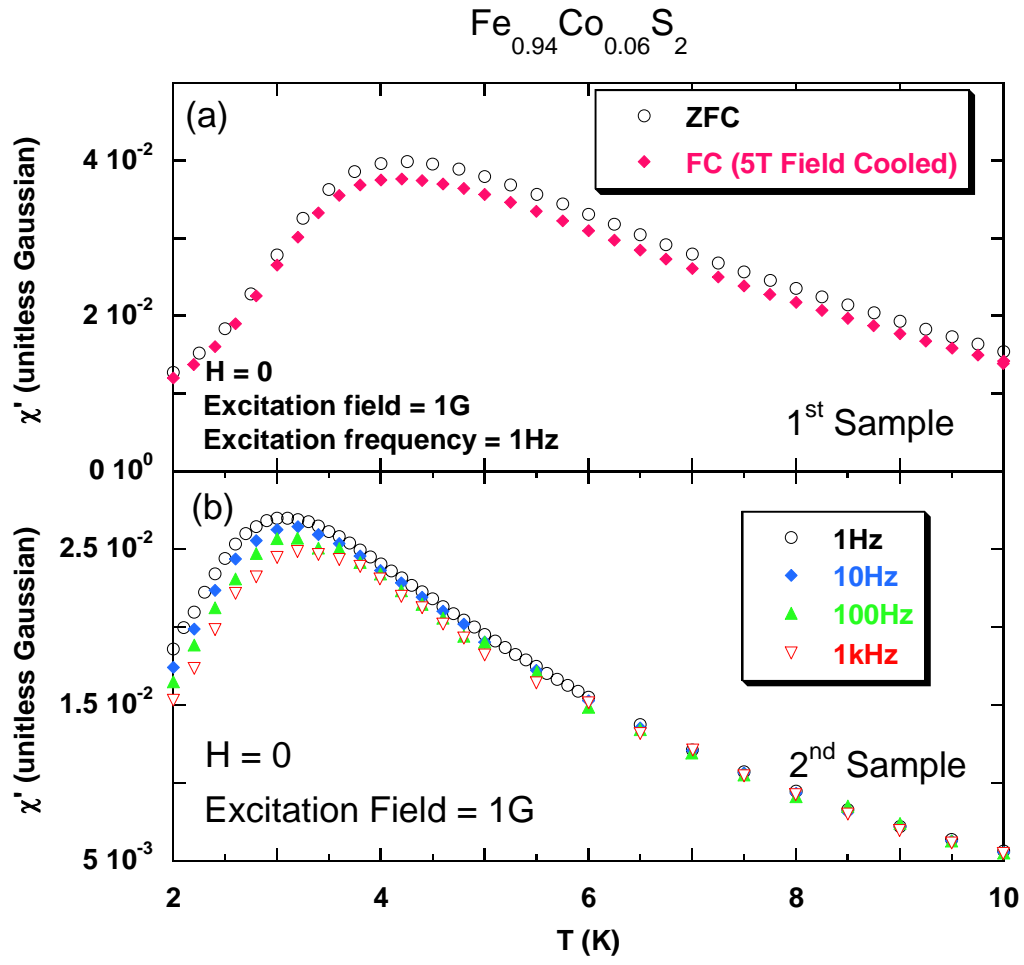 Fe₀.₉₄Co₀.₀₆S₂
(a)
ZFC
FC (5T Field Cooled)
4 10⁻²
2 10⁻²
0 10⁰
χ' (unitless Gaussian)
H = 0
Excitation field = 1G
Excitation frequency = 1Hz
1ˢᵗ Sample
(b)
1Hz
10Hz
100Hz
1kHz
2.5 10⁻²
1.5 10⁻²
5 10⁻³
χ' (unitless Gaussian)
H = 0
Excitation Field = 1G
2ⁿᵈ Sample
2 4 6 8 10
T (K)